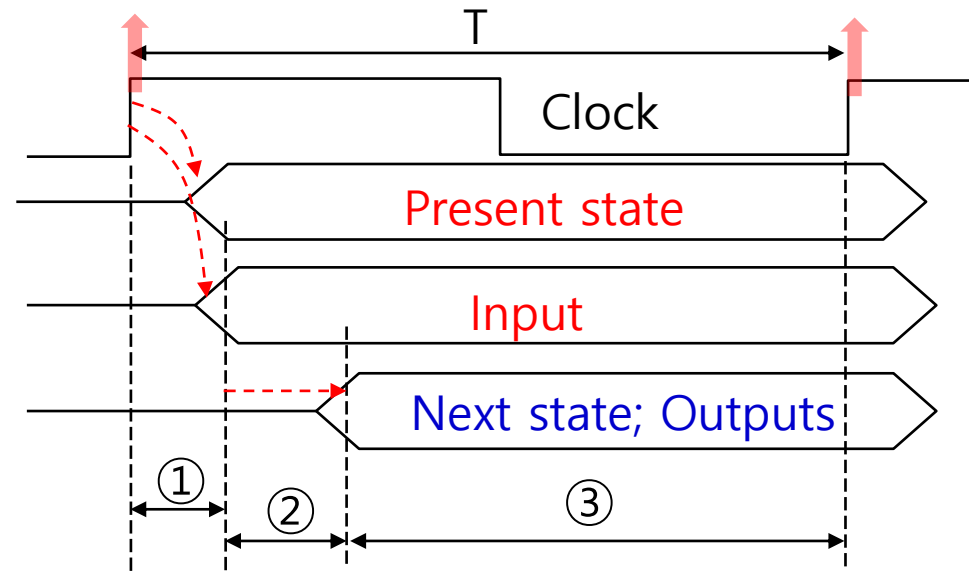 T
Clock
Present state
Input
Next state; Outputs
①
②
③